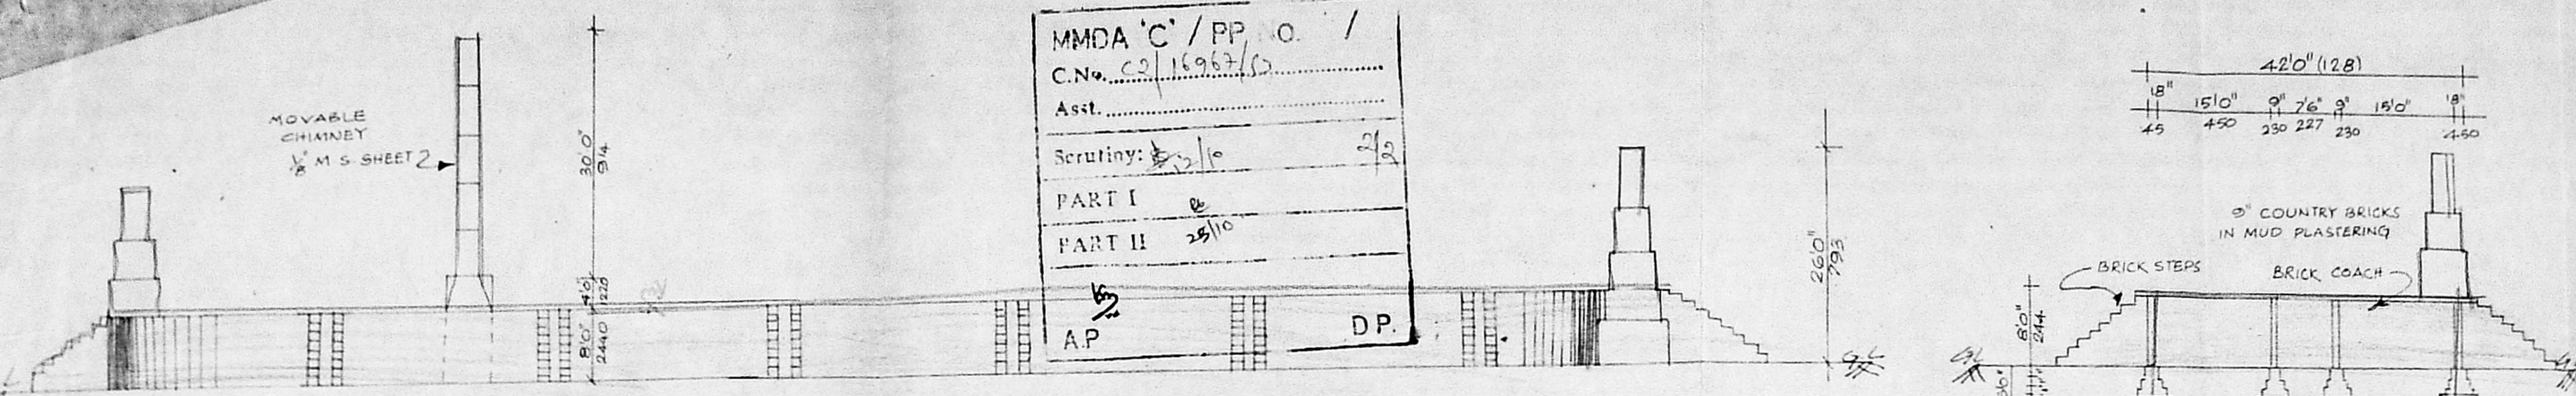 MOVABLE
CHIMNEY
⅛" M S SHEET
30'0"
914
4'0"
128
8'0"
2440
MMDA 'C' / PP NO. /
C.No. C2/16967/
Asst.
Scrutiny: 2/10 2/2
PART I
PART II 25/10
A.P D.P.
26'0"
793
42'0" (128)
18" 15'0" 9" 7'6" 9" 15'0" 18"
45 450 230 227 230 450
9" COUNTRY BRICKS
IN MUD PLASTERING
BRICK STEPS
BRICK COACH
8'0"
244